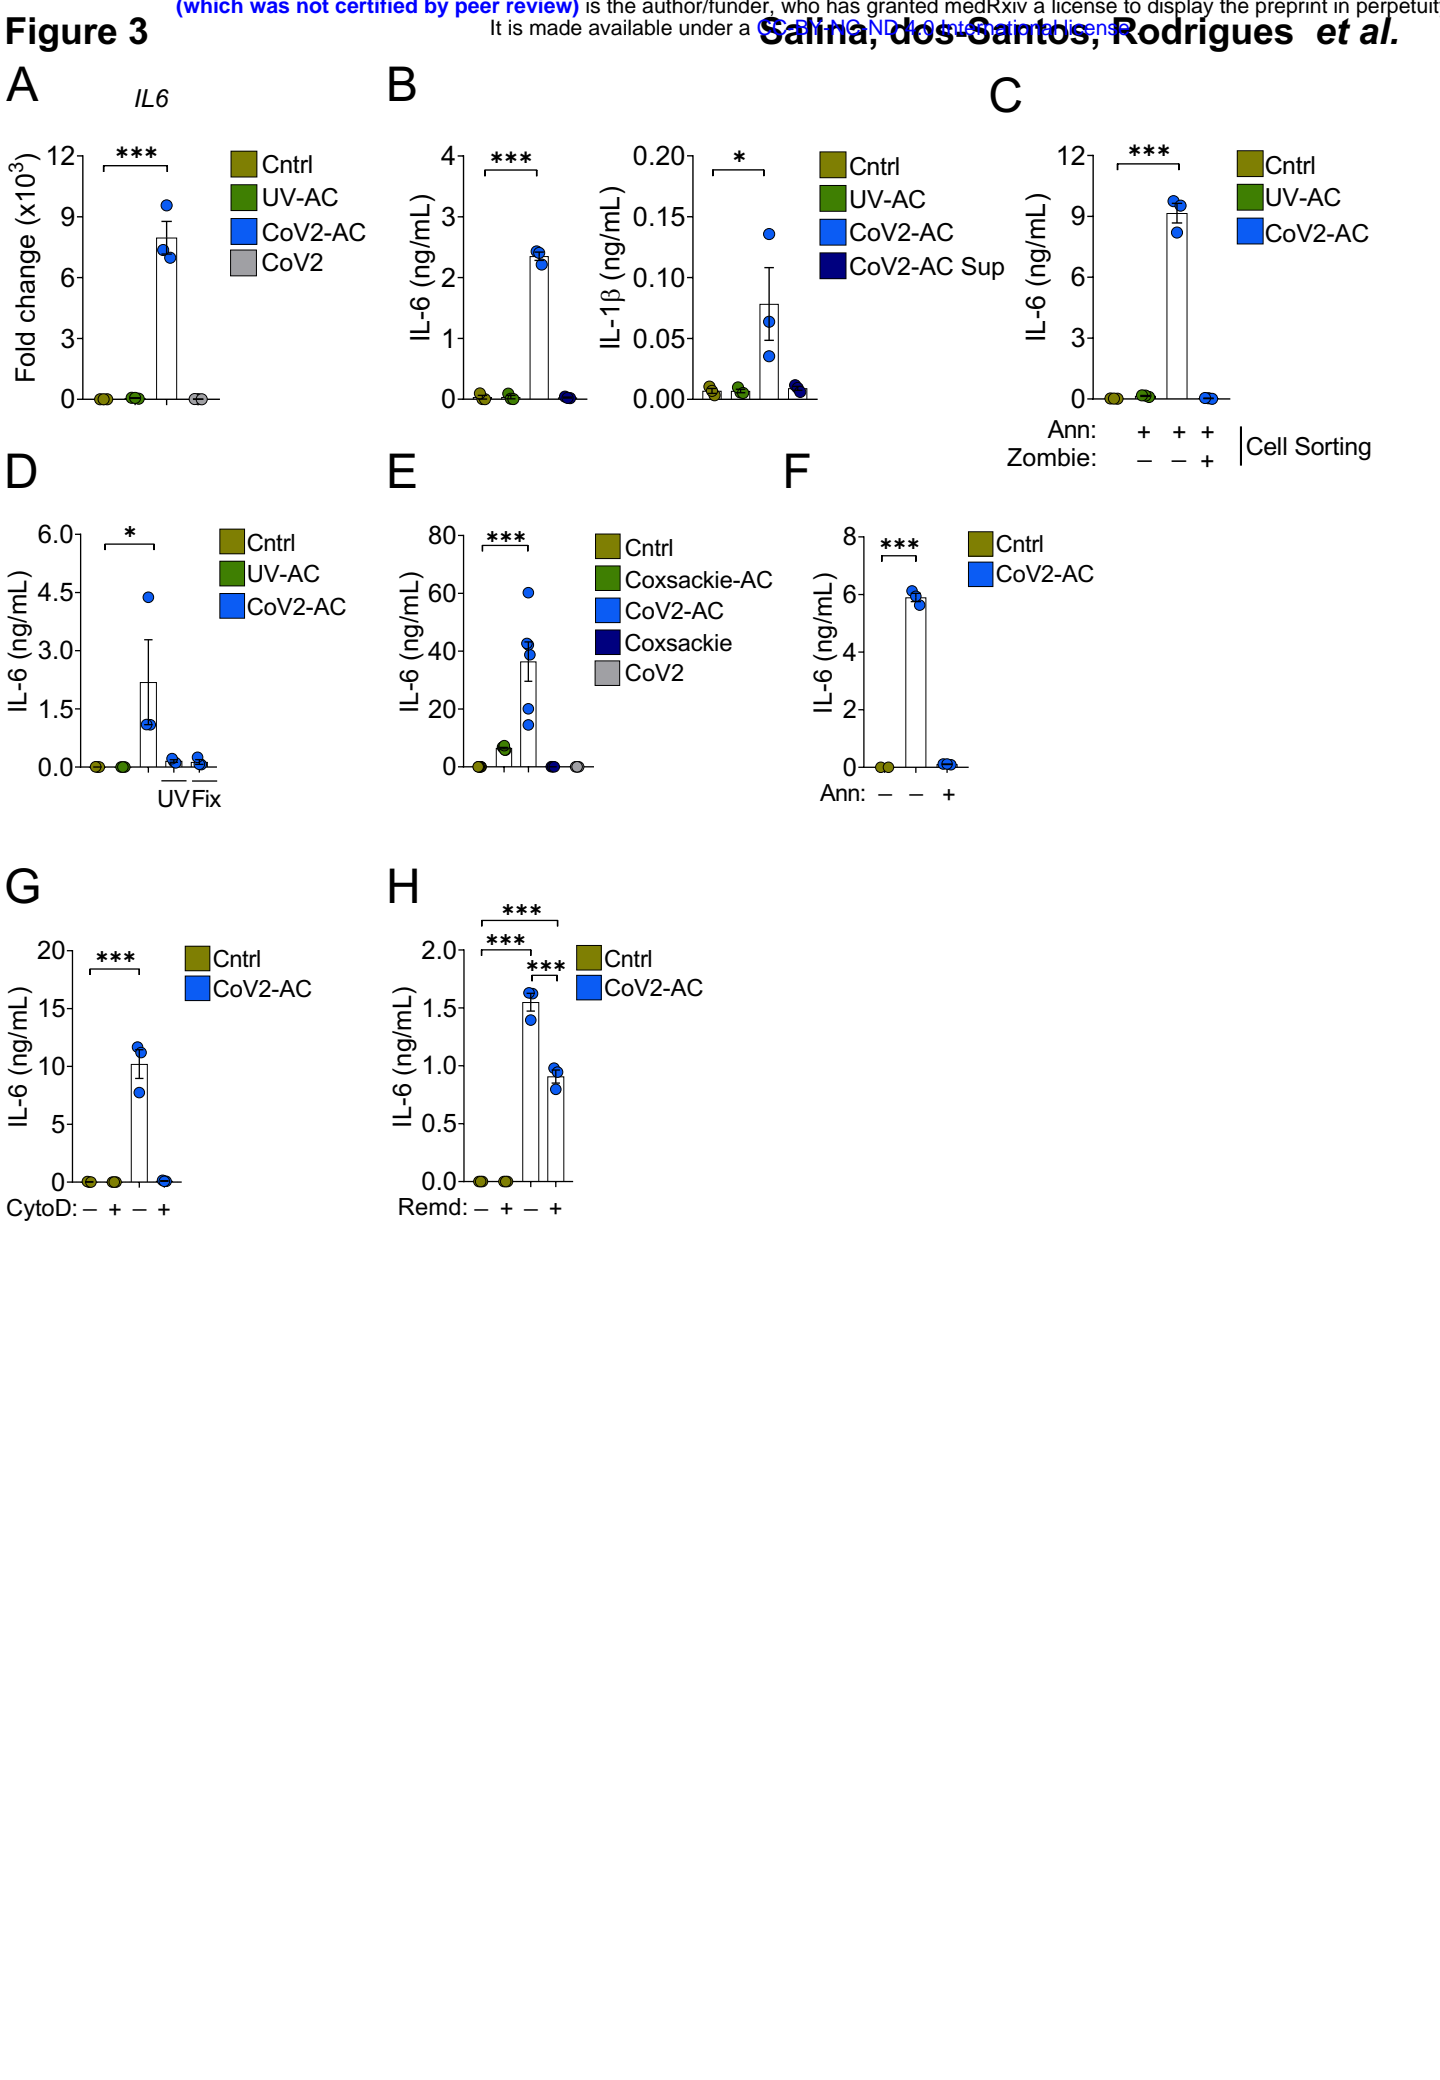 (which was not certified by peer review) is the author/funder, who has granted medRxiv a license to display the preprint in perpetuity
It is made available under a CC-BY-NC-ND 4.0 International license .
Figure 3
Salina, dos-Santos, Rodrigues et al.
A
IL6
Fold change (x10³)
12
9
6
3
0
***
Cntrl
UV-AC
CoV2-AC
CoV2
B
IL-6 (ng/mL)
4
3
2
1
0
***
IL-1β (ng/mL)
0.20
0.15
0.10
0.05
0.00
*
Cntrl
UV-AC
CoV2-AC
CoV2-AC Sup
C
IL-6 (ng/mL)
12
9
6
3
0
***
Cntrl
UV-AC
CoV2-AC
Ann: + + +
Zombie: – – +
Cell Sorting
D
IL-6 (ng/mL)
6.0
4.5
3.0
1.5
0.0
*
UV Fix
Cntrl
UV-AC
CoV2-AC
E
IL-6 (ng/mL)
80
60
40
20
0
***
Cntrl
Coxsackie-AC
CoV2-AC
Coxsackie
CoV2
F
IL-6 (ng/mL)
8
6
4
2
0
***
Ann: – – +
Cntrl
CoV2-AC
G
IL-6 (ng/mL)
20
15
10
5
0
***
CytoD: – + – +
Cntrl
CoV2-AC
H
IL-6 (ng/mL)
2.0
1.5
1.0
0.5
0.0
***
***
***
Remd: – + – +
Cntrl
CoV2-AC